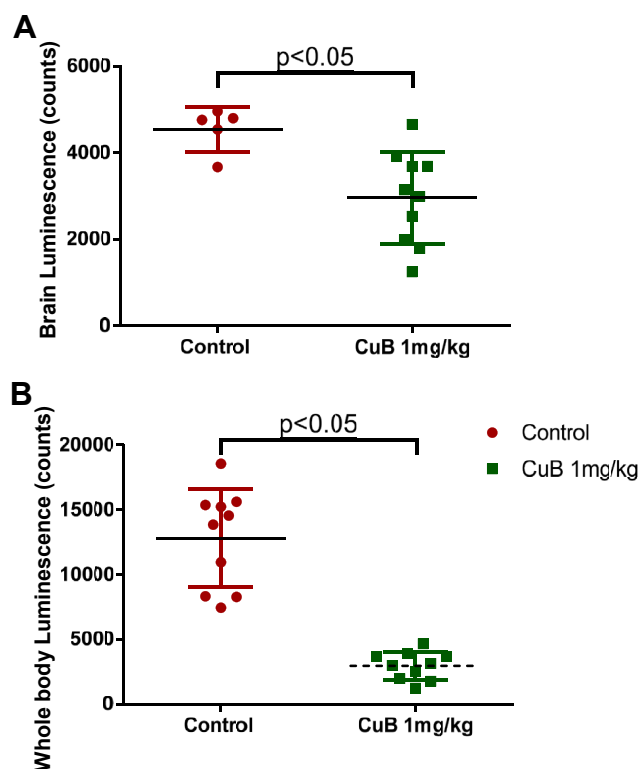 A
p<0.05
Brain Luminescence (counts)
6000
4000
2000
0
Control
CuB 1mg/kg
B
p<0.05
Whole body Luminescence (counts)
20000
15000
10000
5000
0
Control
CuB 1mg/kg
Control
CuB 1mg/kg